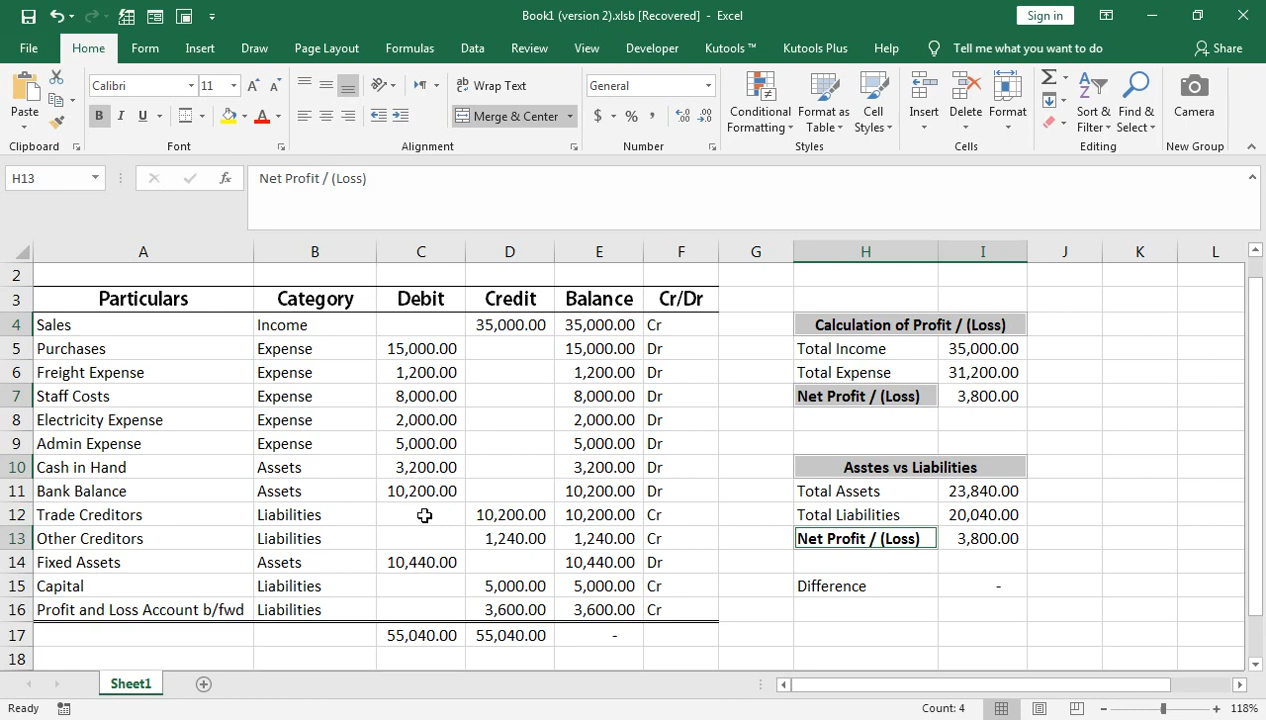 Book1 (version 2).xlsb [Recovered] - Excel
Sign in
File Home Form Insert Draw Page Layout Formulas Data Review View Developer Kutools ™ Kutools Plus Help Tell me what you want to do Share
Paste
Calibri 11
B I U A
Wrap Text
Merge & Center
General
$ % ,
Conditional Formatting
Format as Table
Cell Styles
Insert
Delete
Format
Sort & Filter
Find & Select
Camera
Clipboard Font Alignment Number Styles Cells Editing New Group
H13 fx Net Profit / (Loss)
A B C D E F G H I J K L
2
3 Particulars Category Debit Credit Balance Cr/Dr
4 Sales Income 35,000.00 35,000.00 Cr Calculation of Profit / (Loss)
5 Purchases Expense 15,000.00 15,000.00 Dr Total Income 35,000.00
6 Freight Expense Expense 1,200.00 1,200.00 Dr Total Expense 31,200.00
7 Staff Costs Expense 8,000.00 8,000.00 Dr Net Profit / (Loss) 3,800.00
8 Electricity Expense Expense 2,000.00 2,000.00 Dr
9 Admin Expense Expense 5,000.00 5,000.00 Dr
10 Cash in Hand Assets 3,200.00 3,200.00 Dr Asstes vs Liabilities
11 Bank Balance Assets 10,200.00 10,200.00 Dr Total Assets 23,840.00
12 Trade Creditors Liabilities 10,200.00 10,200.00 Cr Total Liabilities 20,040.00
13 Other Creditors Liabilities 1,240.00 1,240.00 Cr Net Profit / (Loss) 3,800.00
14 Fixed Assets Assets 10,440.00 10,440.00 Dr
15 Capital Liabilities 5,000.00 5,000.00 Cr Difference -
16 Profit and Loss Account b/fwd Liabilities 3,600.00 3,600.00 Cr
17 55,040.00 55,040.00 -
18
Sheet1
Ready Count: 4 118%